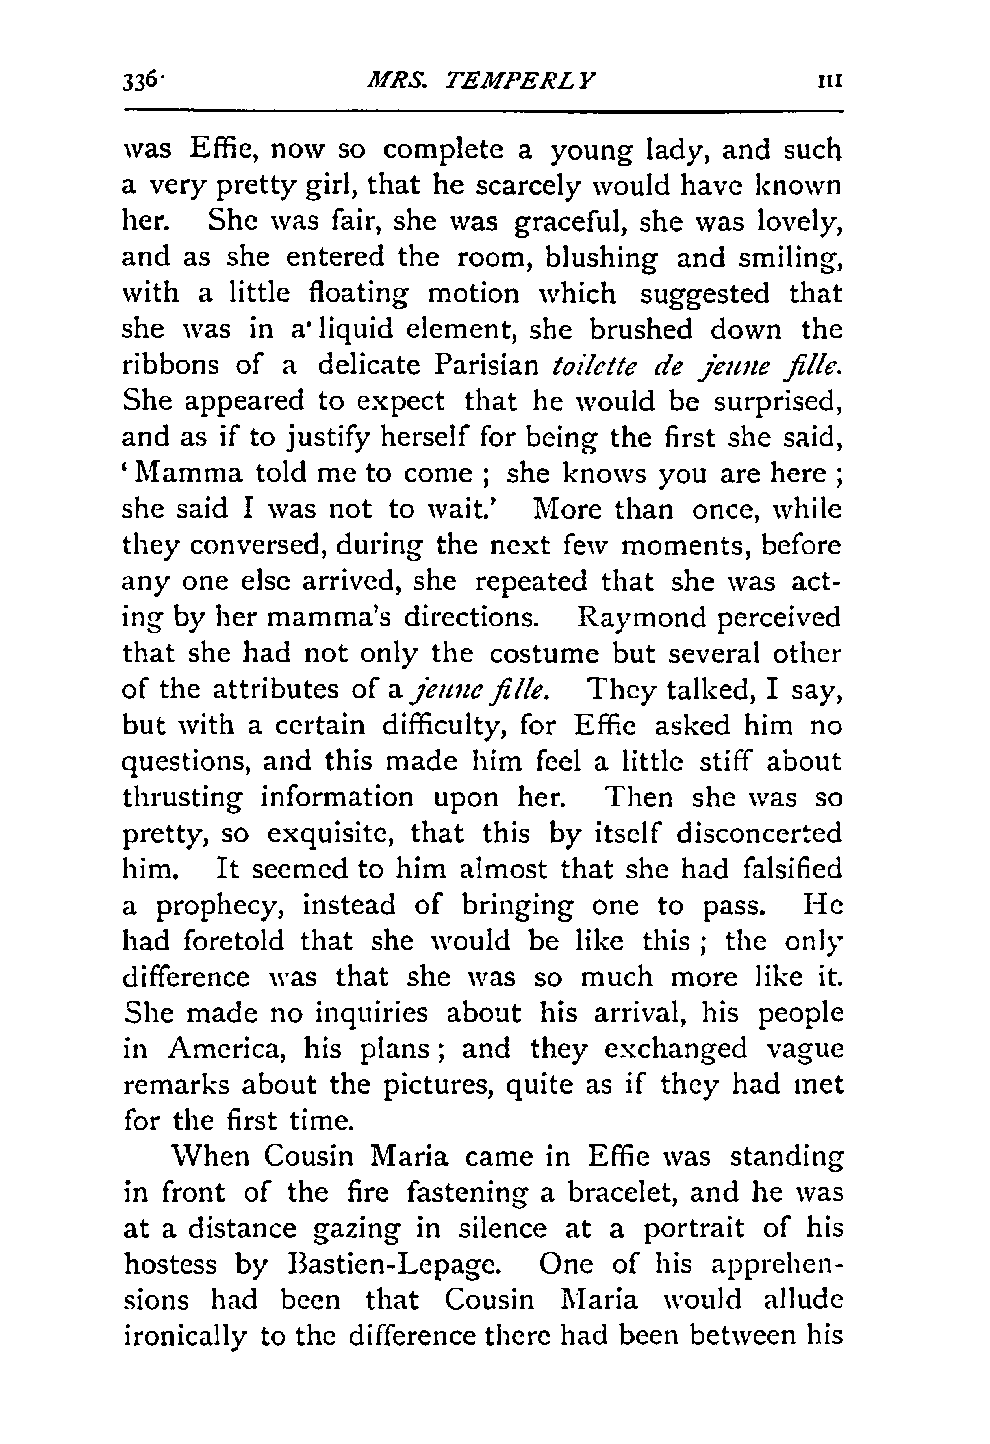 336· MRS. TEMPERLY III
was Effie, now so complete a young lady, and such
a very pretty girl, that he scarcely would have known
her. She was fair, she was graceful, she was lovely,
and as she entered the room, blushing and smiling,
with a little floating motion which suggested that
she was in a liquid element, she brushed down the
ribbons of a delicate Parisian toilette de jeune fille.
She appeared to expect that he would be surprised,
and as if to justify herself for being the first she said,
‘ Mamma told me to come ; she knows you are here ;
she said I was not to wait.’ More than once, while
they conversed, during the next few moments, before
any one else arrived, she repeated that she was act-
ing by her mamma’s directions. Raymond perceived
that she had not only the costume but several other
of the attributes of a jeune fille. They talked, I say,
but with a certain difficulty, for Effie asked him no
questions, and this made him feel a little stiff about
thrusting information upon her. Then she was so
pretty, so exquisite, that this by itself disconcerted
him. It seemed to him almost that she had falsified
a prophecy, instead of bringing one to pass. He
had foretold that she would be like this ; the only
difference was that she was so much more like it.
She made no inquiries about his arrival, his people
in America, his plans ; and they exchanged vague
remarks about the pictures, quite as if they had met
for the first time.
When Cousin Maria came in Effie was standing
in front of the fire fastening a bracelet, and he was
at a distance gazing in silence at a portrait of his
hostess by Bastien-Lepage. One of his apprehen-
sions had been that Cousin Maria would allude
ironically to the difference there had been between his